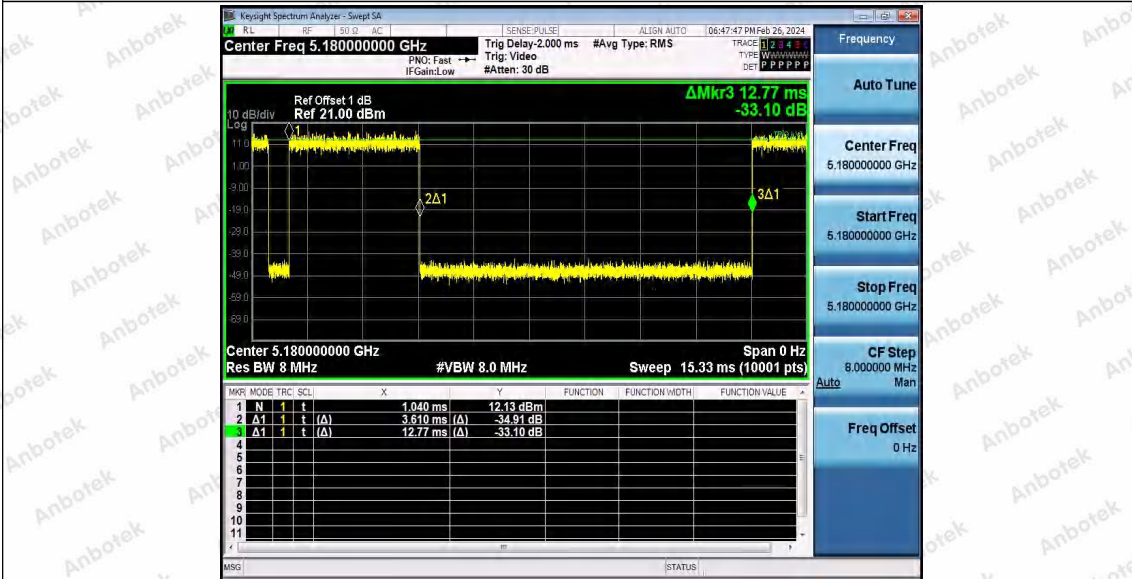 Keysight Spectrum Analyzer - Swept SA
RL RF 50 Ω AC SENSE:PULSE ALIGN AUTO 06:47:47 PM Feb 26, 2024
Center Freq 5.180000000 GHz
PNO: Fast
IFGain:Low
Trig Delay-2.000 ms
Trig: Video
#Atten: 30 dB
#Avg Type: RMS
TRACE 1 2 3 4 5 6
TYPE WWWWWW
DET P P P P P P
ΔMkr3 12.77 ms
-33.10 dB
Ref Offset 1 dB
10 dB/div Ref 21.00 dBm
Log
11.0
1.00
-9.00
-19.0
-29.0
-39.0
-49.0
-59.0
-69.0
1
2Δ1
3Δ1
Center 5.180000000 GHz Span 0 Hz
Res BW 8 MHz #VBW 8.0 MHz Sweep 15.33 ms (10001 pts)
MKR MODE TRC SCL X Y FUNCTION FUNCTION WIDTH FUNCTION VALUE
1 N 1 t 1.040 ms 12.13 dBm
2 Δ1 1 t (Δ) 3.610 ms (Δ) -34.91 dB
3 Δ1 1 t (Δ) 12.77 ms (Δ) -33.10 dB
4
5
6
7
8
9
10
11
MSG STATUS
Frequency
Auto Tune
Center Freq
5.180000000 GHz
Start Freq
5.180000000 GHz
Stop Freq
5.180000000 GHz
CF Step
8.000000 MHz
Auto Man
Freq Offset
0 Hz
Anbotek